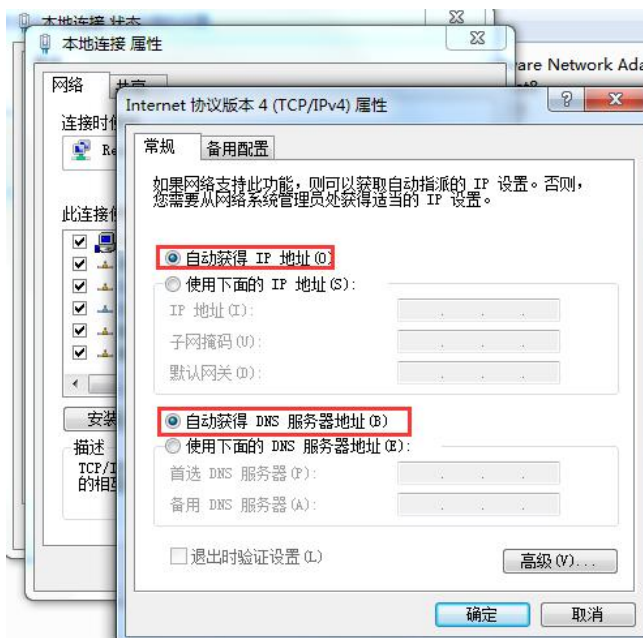 本地连接 状态
本地连接 属性
are Network Ada
网络
共享
Internet 协议版本 4 (TCP/IPv4) 属性
连接时
常规
备用配置
Re
如果网络支持此功能，则可以获取自动指派的 IP 设置。否则，
您需要从网络系统管理员处获得适当的 IP 设置。
此连接
自动获得 IP 地址(O)
使用下面的 IP 地址(S):
IP 地址(I):
子网掩码(U):
默认网关(D):
自动获得 DNS 服务器地址(B)
安装
使用下面的 DNS 服务器地址(E):
描述
TCP/I
首选 DNS 服务器(P):
的相
备用 DNS 服务器(A):
退出时验证设置(L)
高级(V)...
确定
取消